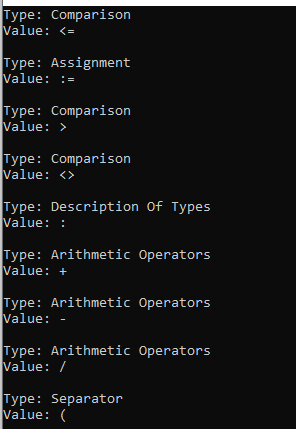 Type: Comparison
Value: <=
Type: Assignment
Value: :=
Type: Comparison
Value: >
Type: Comparison
Value: <>
Type: Description Of Types
Value: :
Type: Arithmetic Operators
Value: +
Type: Arithmetic Operators
Value: -
Type: Arithmetic Operators
Value: /
Type: Separator
Value: (